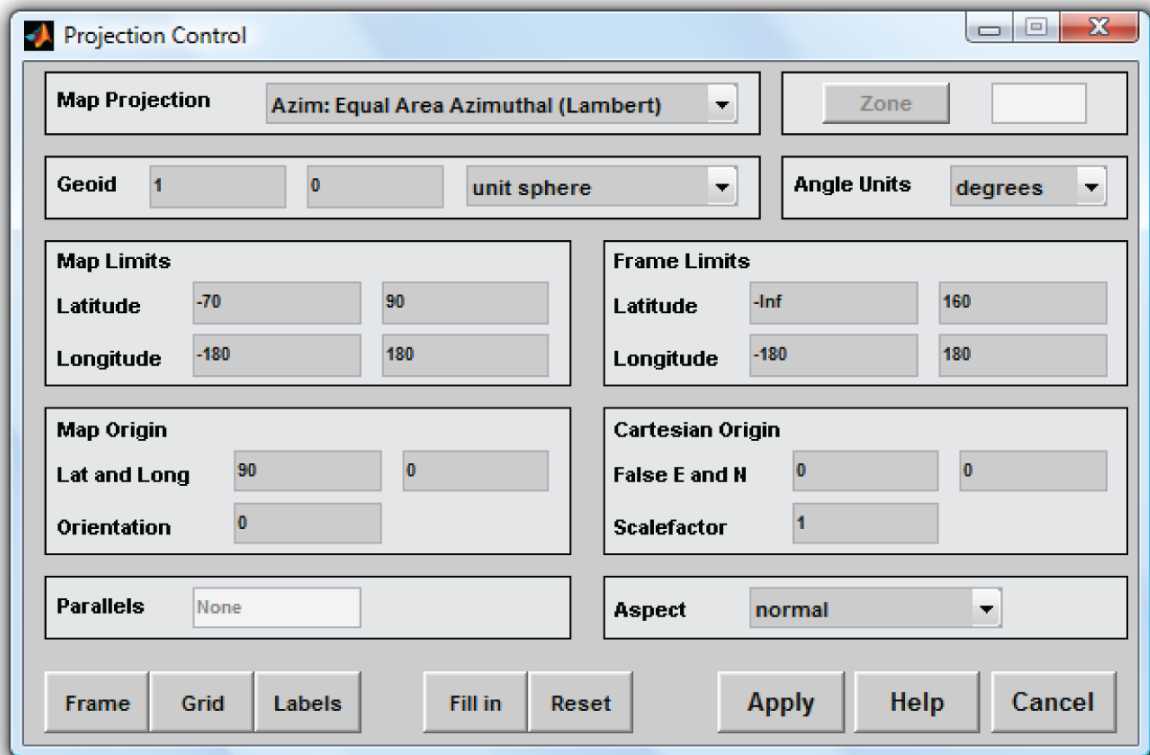 Projection Control
Map Projection Azim: Equal Area Azimuthal (Lambert) Zone
Geoid 1 0 unit sphere Angle Units degrees
Map Limits
Latitude -70 90
Longitude -180 180
Frame Limits
Latitude -Inf 160
Longitude -180 180
Map Origin
Lat and Long 90 0
Orientation 0
Cartesian Origin
False E and N 0 0
Scalefactor 1
Parallels None
Aspect normal
Frame Grid Labels Fill in Reset Apply Help Cancel